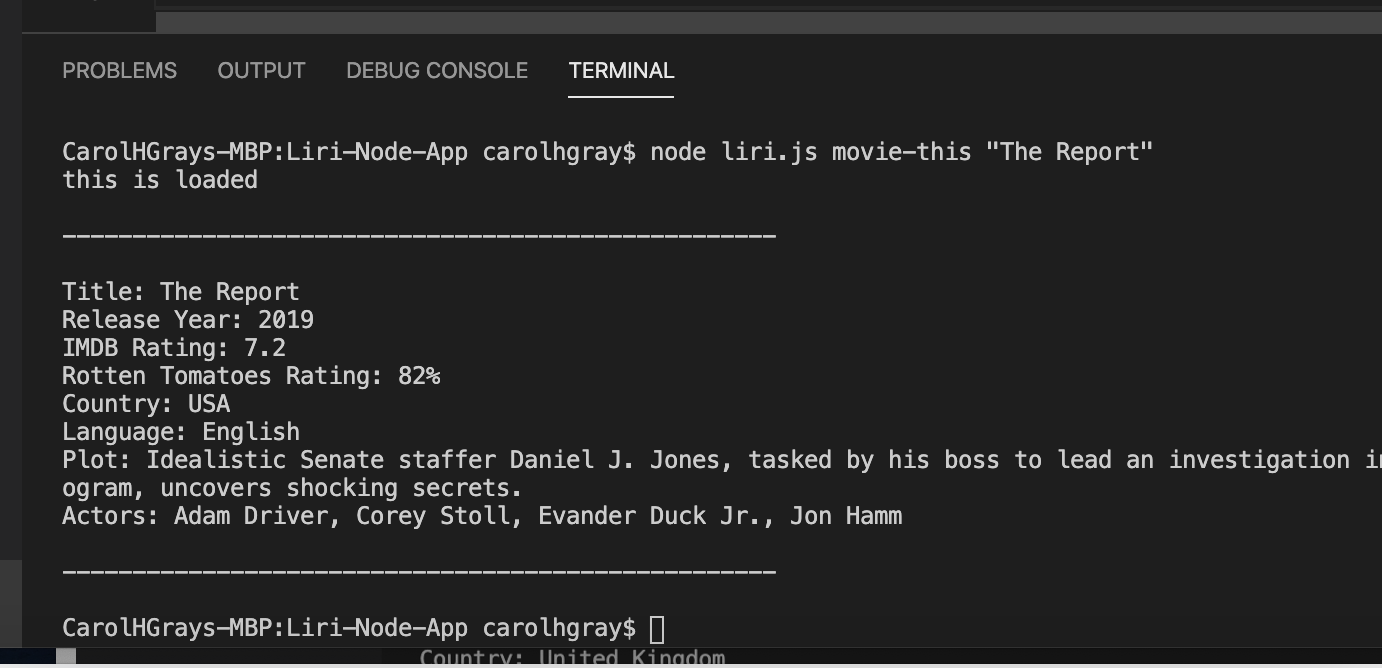 PROBLEMS OUTPUT DEBUG CONSOLE TERMINAL
CarolHGrays-MBP:Liri-Node-App carolhgray$ node liri.js movie-this "The Report"
this is loaded
---------------------------------------------------
Title: The Report
Release Year: 2019
IMDB Rating: 7.2
Rotten Tomatoes Rating: 82%
Country: USA
Language: English
Plot: Idealistic Senate staffer Daniel J. Jones, tasked by his boss to lead an investigation
ogram, uncovers shocking secrets.
Actors: Adam Driver, Corey Stoll, Evander Duck Jr., Jon Hamm
---------------------------------------------------
CarolHGrays-MBP:Liri-Node-App carolhgray$
Country: United Kingdom